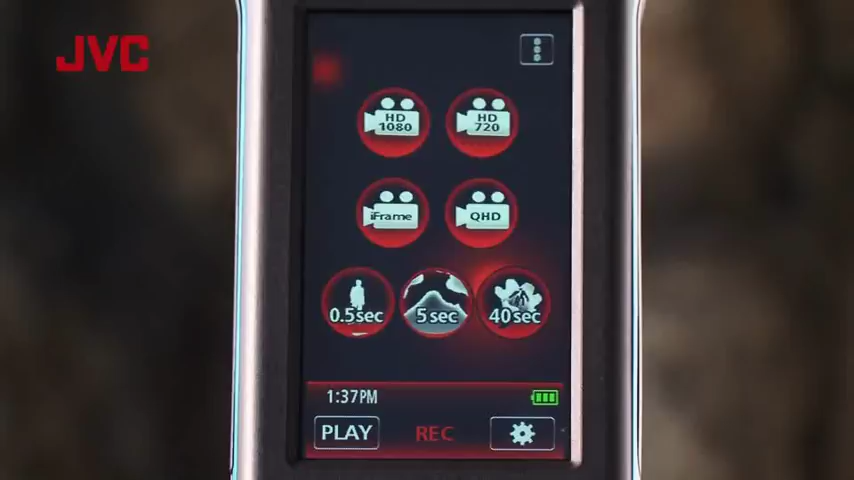 JVC
HD
1080
HD
720
iFrame
QHD
0.5sec
5sec
40sec
1:37PM
PLAY
REC